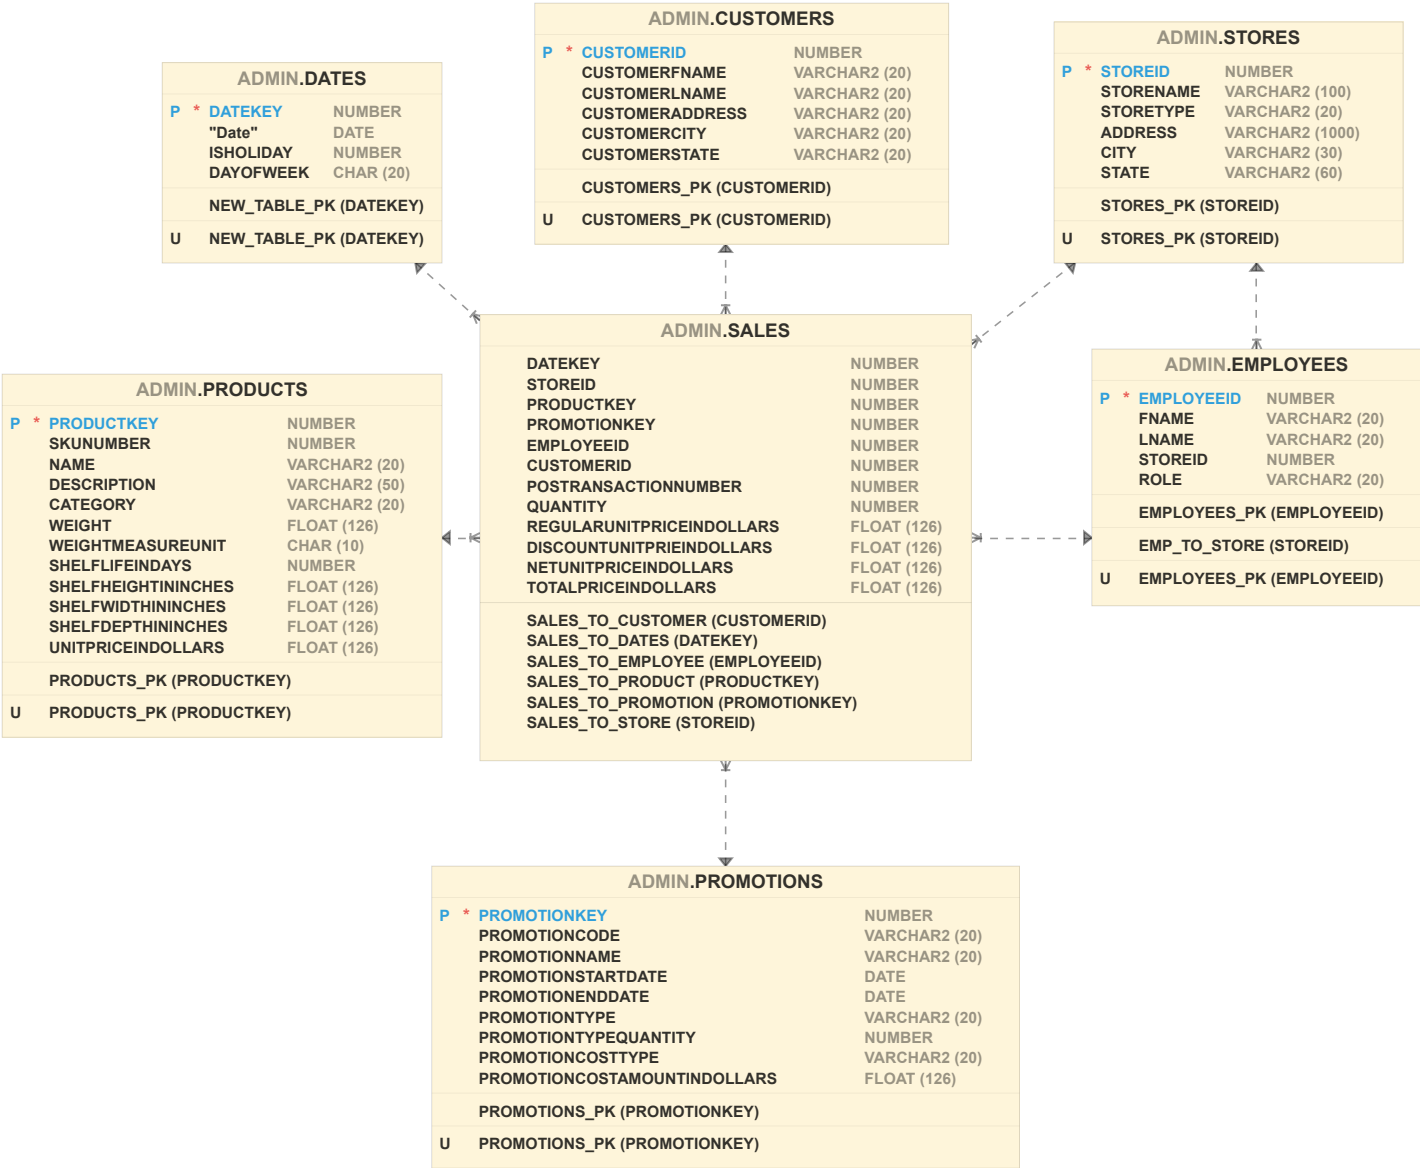 ADMIN.CUSTOMERS
P * CUSTOMERID NUMBER
CUSTOMERFNAME VARCHAR2 (20)
CUSTOMERLNAME VARCHAR2 (20)
CUSTOMERADDRESS VARCHAR2 (20)
CUSTOMERCITY VARCHAR2 (20)
CUSTOMERSTATE VARCHAR2 (20)
CUSTOMERS_PK (CUSTOMERID)
U CUSTOMERS_PK (CUSTOMERID)
ADMIN.STORES
P * STOREID NUMBER
STORENAME VARCHAR2 (100)
STORETYPE VARCHAR2 (20)
ADDRESS VARCHAR2 (1000)
CITY VARCHAR2 (30)
STATE VARCHAR2 (60)
STORES_PK (STOREID)
U STORES_PK (STOREID)
ADMIN.DATES
P * DATEKEY NUMBER
"Date" DATE
ISHOLIDAY NUMBER
DAYOFWEEK CHAR (20)
NEW_TABLE_PK (DATEKEY)
U NEW_TABLE_PK (DATEKEY)
ADMIN.SALES
DATEKEY NUMBER
STOREID NUMBER
PRODUCTKEY NUMBER
PROMOTIONKEY NUMBER
EMPLOYEEID NUMBER
CUSTOMERID NUMBER
POSTRANSACTIONNUMBER NUMBER
QUANTITY NUMBER
REGULARUNITPRICEINDOLLARS FLOAT (126)
DISCOUNTUNITPRIEINDOLLARS FLOAT (126)
NETUNITPRICEINDOLLARS FLOAT (126)
TOTALPRICEINDOLLARS FLOAT (126)
SALES_TO_CUSTOMER (CUSTOMERID)
SALES_TO_DATES (DATEKEY)
SALES_TO_EMPLOYEE (EMPLOYEEID)
SALES_TO_PRODUCT (PRODUCTKEY)
SALES_TO_PROMOTION (PROMOTIONKEY)
SALES_TO_STORE (STOREID)
ADMIN.EMPLOYEES
P * EMPLOYEEID NUMBER
FNAME VARCHAR2 (20)
LNAME VARCHAR2 (20)
STOREID NUMBER
ROLE VARCHAR2 (20)
EMPLOYEES_PK (EMPLOYEEID)
EMP_TO_STORE (STOREID)
U EMPLOYEES_PK (EMPLOYEEID)
ADMIN.PRODUCTS
P * PRODUCTKEY NUMBER
SKUNUMBER NUMBER
NAME VARCHAR2 (20)
DESCRIPTION VARCHAR2 (50)
CATEGORY VARCHAR2 (20)
WEIGHT FLOAT (126)
WEIGHTMEASUREUNIT CHAR (10)
SHELFLIFEINDAYS NUMBER
SHELFHEIGHTININCHES FLOAT (126)
SHELFWIDTHININCHES FLOAT (126)
SHELFDEPTHININCHES FLOAT (126)
UNITPRICEINDOLLARS FLOAT (126)
PRODUCTS_PK (PRODUCTKEY)
U PRODUCTS_PK (PRODUCTKEY)
ADMIN.PROMOTIONS
P * PROMOTIONKEY NUMBER
PROMOTIONCODE VARCHAR2 (20)
PROMOTIONNAME VARCHAR2 (20)
PROMOTIONSTARTDATE DATE
PROMOTIONENDDATE DATE
PROMOTIONTYPE VARCHAR2 (20)
PROMOTIONTYPEQUANTITY NUMBER
PROMOTIONCOSTTYPE VARCHAR2 (20)
PROMOTIONCOSTAMOUNTINDOLLARS FLOAT (126)
PROMOTIONS_PK (PROMOTIONKEY)
U PROMOTIONS_PK (PROMOTIONKEY)